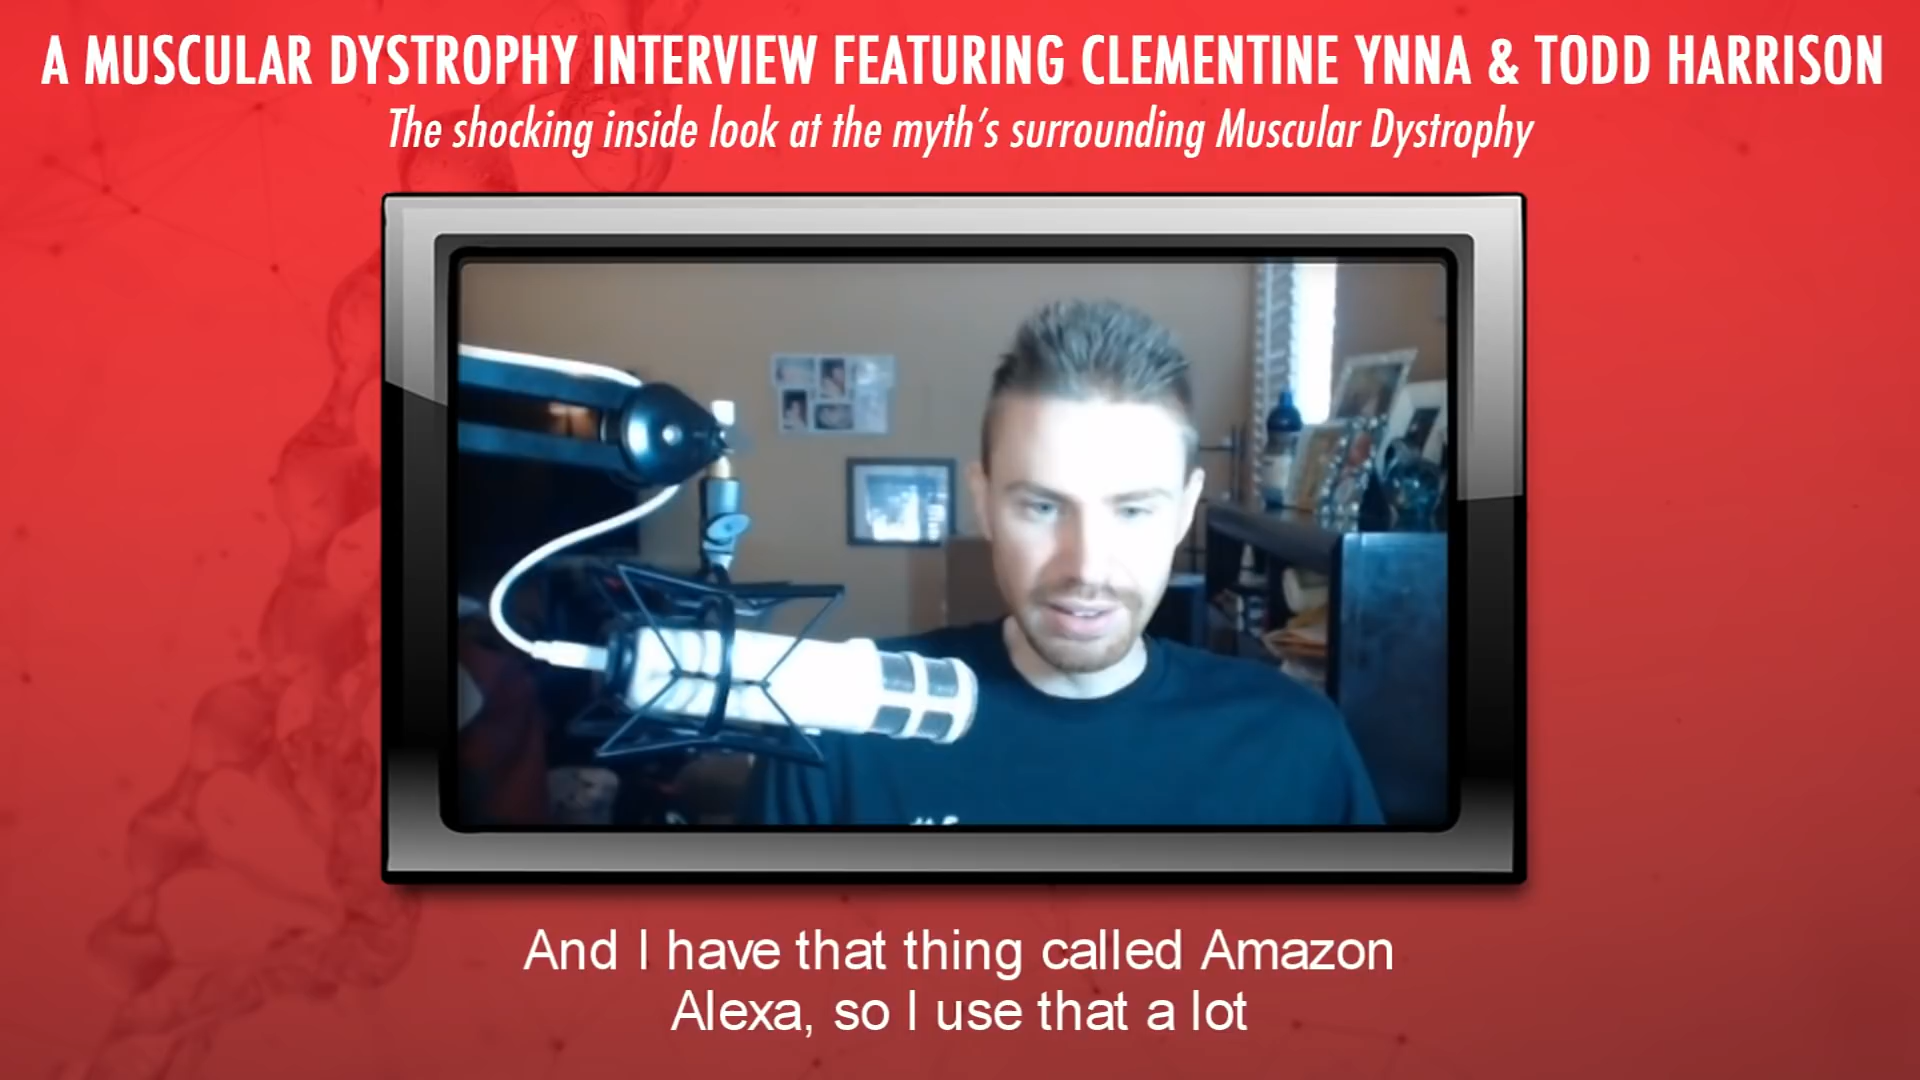 A MUSCULAR DYSTROPHY INTERVIEW FEATURING CLEMENTINE YNNA & TODD HARRISON
The shocking inside look at the myth's surrounding Muscular Dystrophy
And I have that thing called Amazon
Alexa, so I use that a lot